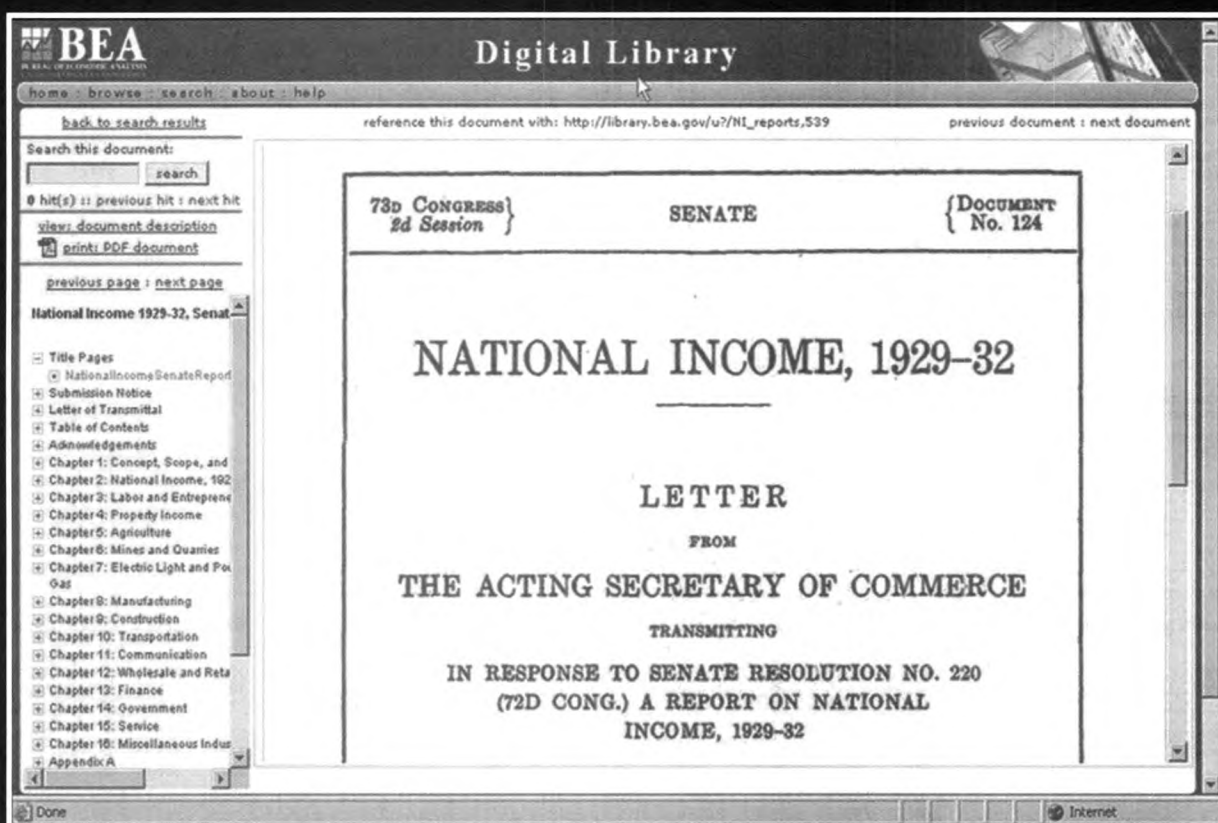 BEA
BUREAU OF ECONOMIC ANALYSIS
Digital Library
home : browse : search : about : help
back to search results
reference this document with: http://library.bea.gov/u?/NI_reports,539
previous document : next document
Search this document:
search
0 hit(s) :: previous hit : next hit
view: document description
print: PDF document
previous page : next page
National Income 1929-32, Senat
Title Pages
NationalIncomeSenateReport
Submission Notice
Letter of Transmittal
Table of Contents
Acknowledgements
Chapter 1: Concept, Scope, and
Chapter 2: National Income, 192
Chapter 3: Labor and Entreprene
Chapter 4: Property Income
Chapter 5: Agriculture
Chapter 6: Mines and Quarries
Chapter 7: Electric Light and Po
Gas
Chapter 8: Manufacturing
Chapter 9: Construction
Chapter 10: Transportation
Chapter 11: Communication
Chapter 12: Wholesale and Reta
Chapter 13: Finance
Chapter 14: Government
Chapter 15: Service
Chapter 16: Miscellaneous Indus
Appendix A
73D CONGRESS} SENATE {DOCUMENT
2d Session } { No. 124
NATIONAL INCOME, 1929–32
LETTER
FROM
THE ACTING SECRETARY OF COMMERCE
TRANSMITTING
IN RESPONSE TO SENATE RESOLUTION NO. 220
(72D CONG.) A REPORT ON NATIONAL
INCOME, 1929–32
Done
Internet